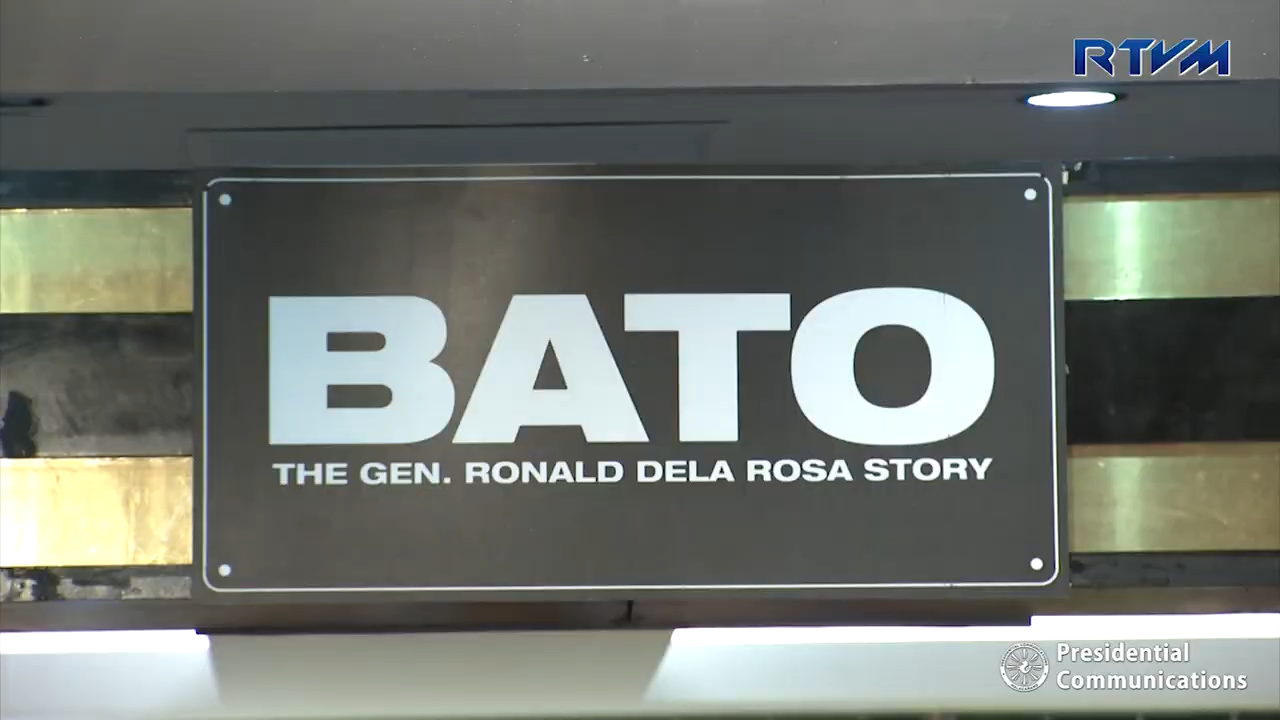 RTVM
BATO
THE GEN. RONALD DELA ROSA STORY
Presidential
Communications